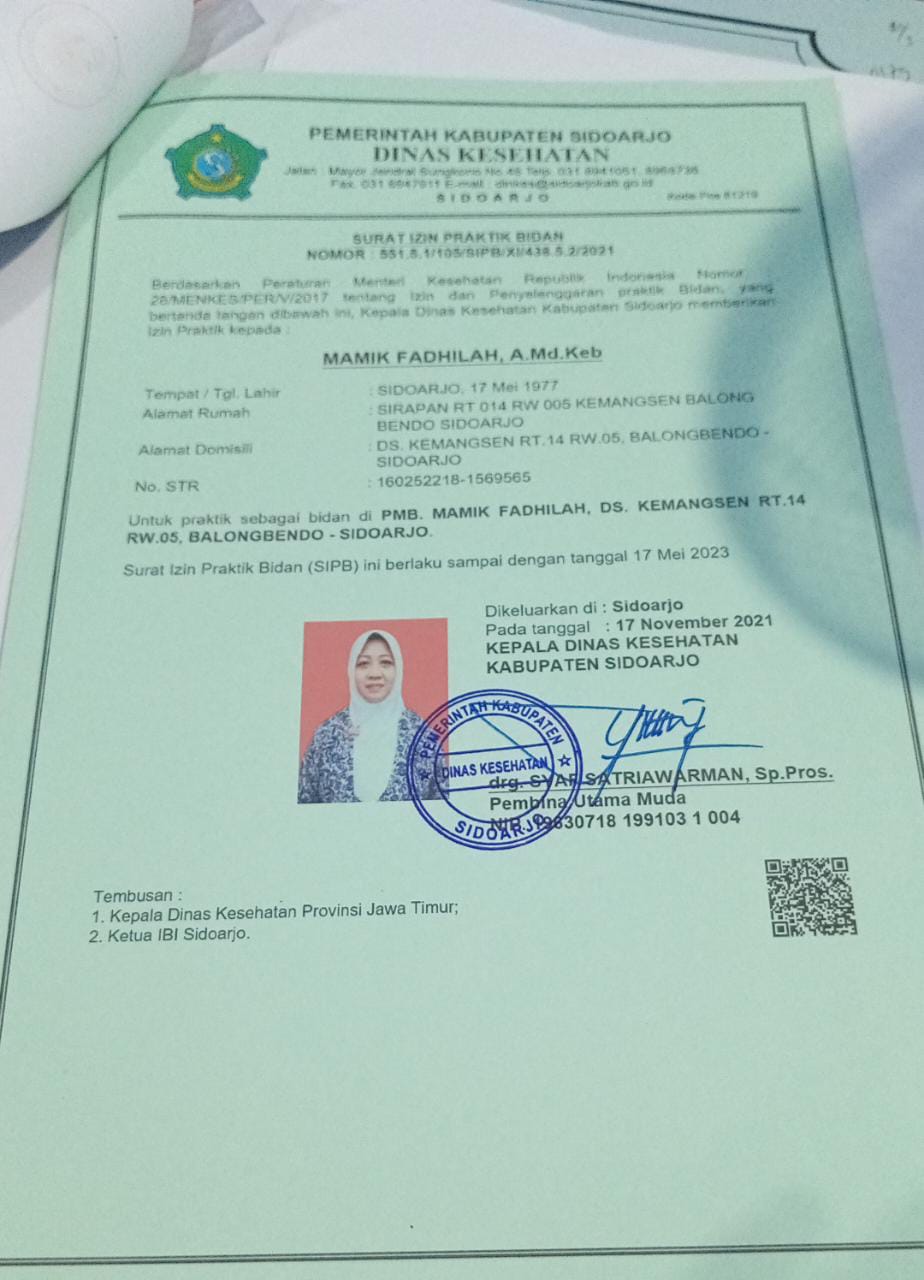 PEMERINTAH KABUPATEN SIDOARJO
DINAS KESEHATAN
Jalan : Mayor Jendral Sungkono No 46 Telp. 031 8941051, 8968736
Fax. 031 8947911 E-mail : dinkes@sidoarjokab.go.id
SIDOARJO
Kode Pos 61219
SURAT IZIN PRAKTIK BIDAN
NOMOR : 551.5.1/105/SIPB/XI/438.5.2/2021
Berdasarkan Peraturan Menteri Kesehatan Republik Indonesia Nomor
28/MENKES/PER/V/2017 tentang Izin dan Penyelenggaran praktik Bidan, yang
bertanda tangan dibawah ini, Kepala Dinas Kesehatan Kabupaten Sidoarjo memberikan
Izin Praktik kepada :
MAMIK FADHILAH, A.Md.Keb
Tempat / Tgl. Lahir : SIDOARJO, 17 Mei 1977
Alamat Rumah : SIRAPAN RT 014 RW 005 KEMANGSEN BALONG
BENDO SIDOARJO
Alamat Domisili : DS. KEMANGSEN RT.14 RW.05, BALONGBENDO -
SIDOARJO
No. STR : 160252218-1569565
Untuk praktik sebagai bidan di PMB. MAMIK FADHILAH, DS. KEMANGSEN RT.14
RW.05, BALONGBENDO - SIDOARJO.
Surat Izin Praktik Bidan (SIPB) ini berlaku sampai dengan tanggal 17 Mei 2023
Dikeluarkan di : Sidoarjo
Pada tanggal : 17 November 2021
KEPALA DINAS KESEHATAN
KABUPATEN SIDOARJO
PEMERINTAH KABUPATEN
DINAS KESEHATAN
SIDOARJO
drg. SYAF SATRIAWARMAN, Sp.Pros.
Pembina Utama Muda
NIP. 19630718 199103 1 004
Tembusan :
1. Kepala Dinas Kesehatan Provinsi Jawa Timur;
2. Ketua IBI Sidoarjo.